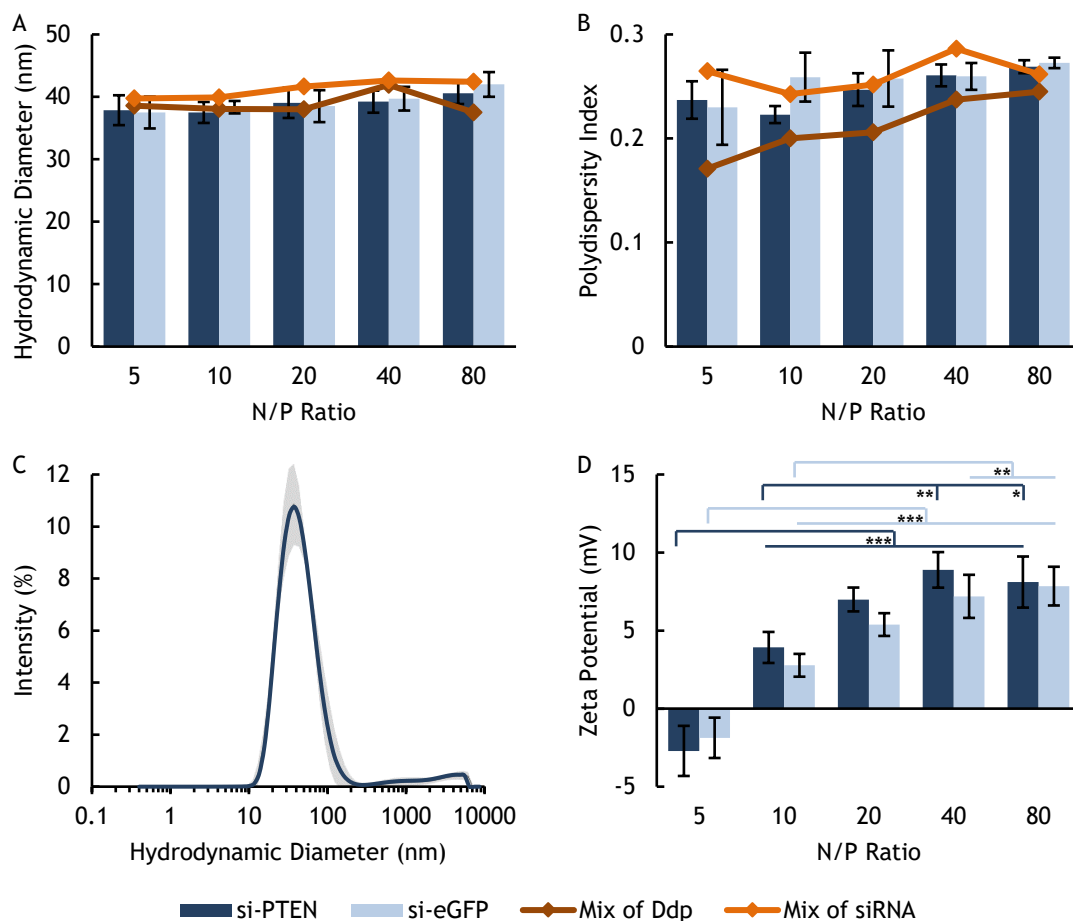 A
Hydrodynamic Diameter (nm)
50
40
30
20
10
0
5 10 20 40 80
N/P Ratio
B
Polydispersity Index
0.3
0.2
0.1
0
5 10 20 40 80
N/P Ratio
C
Intensity (%)
12
10
8
6
4
2
0
0.1 1 10 100 1000 10000
Hydrodynamic Diameter (nm)
D
Zeta Potential (mV)
15
10
5
0
-5
**
** *
***
***
5 10 20 40 80
N/P Ratio
si-PTEN si-eGFP Mix of Ddp Mix of siRNA